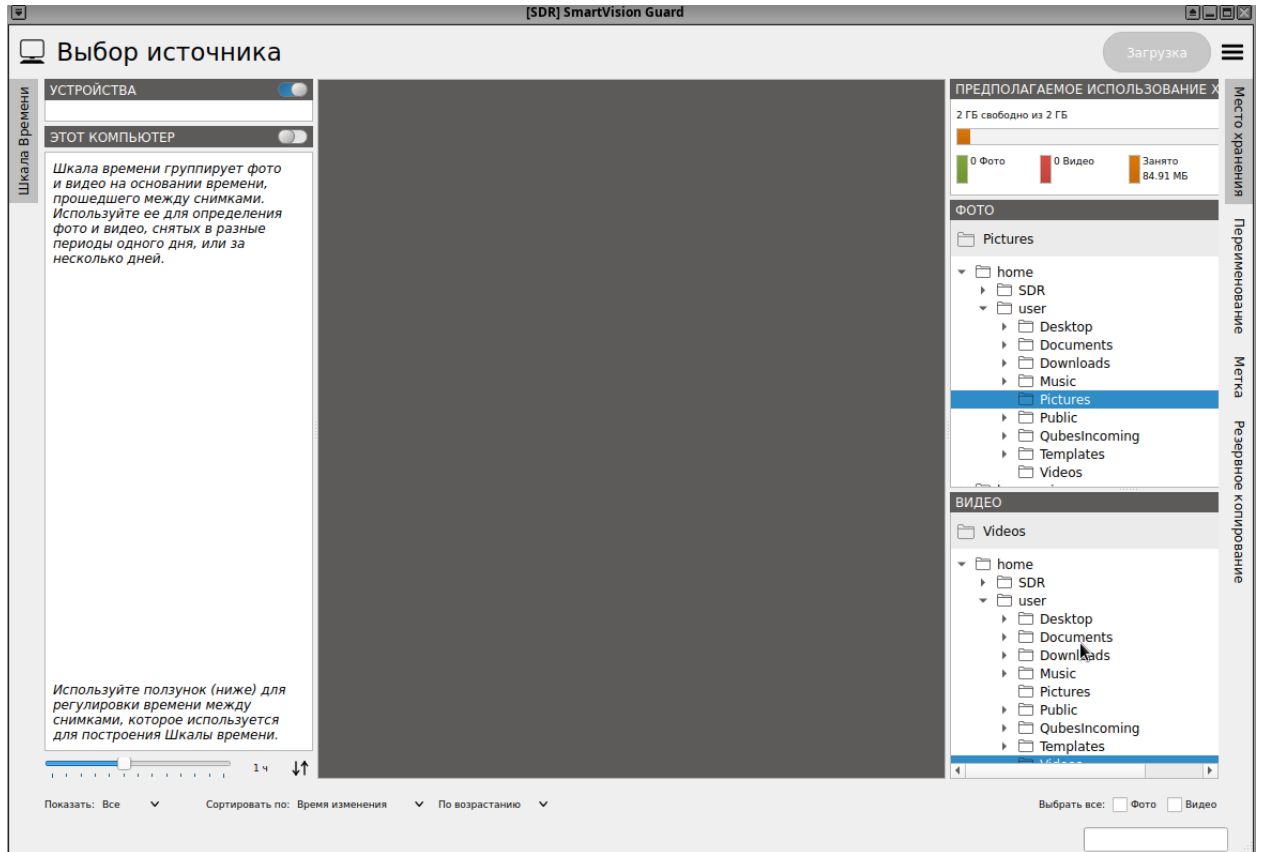 [SDR] SmartVision Guard
Выбор источника
Загрузка
Шкала Времени
УСТРОЙСТВА
ЭТОТ КОМПЬЮТЕР
Шкала времени группирует фото
и видео на основании времени,
прошедшего между снимками.
Используйте ее для определения
фото и видео, снятых в разные
периоды одного дня, или за
несколько дней.
Используйте ползунок (ниже) для
регулировки времени между
снимками, которое используется
для построения Шкалы времени.
1 ч
ПРЕДПОЛАГАЕМОЕ ИСПОЛЬЗОВАНИЕ Х
2 ГБ свободно из 2 ГБ
0 Фото
0 Видео
Занято
84.91 МБ
ФОТО
Pictures
home
SDR
user
Desktop
Documents
Downloads
Music
Pictures
Public
QubesIncoming
Templates
Videos
ВИДЕО
Videos
home
SDR
user
Desktop
Documents
Downloads
Music
Pictures
Public
QubesIncoming
Templates
Videos
Место хранения
Переименование
Метка
Резервное копирование
Показать: Все
Сортировать по: Время изменения
По возрастанию
Выбрать все: Фото Видео